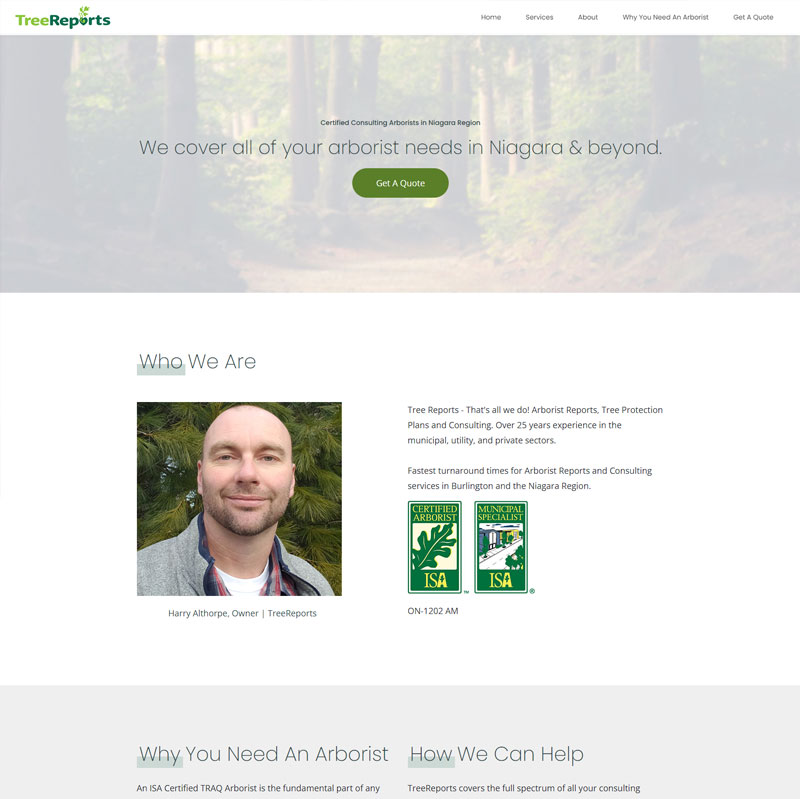 TreeReports
Home Services About Why You Need An Arborist Get A Quote
Certified Consulting Arborists in Niagara Region
We cover all of your arborist needs in Niagara & beyond.
Get A Quote
Who We Are
Tree Reports - That's all we do! Arborist Reports, Tree Protection
Plans and Consulting. Over 25 years experience in the
municipal, utility, and private sectors.
Fastest turnaround times for Arborist Reports and Consulting
services in Burlington and the Niagara Region.
CERTIFIED
ARBORIST
ISA
™
MUNICIPAL
SPECIALIST
ISA
®
ON-1202 AM
Harry Althorpe, Owner | TreeReports
Why You Need An Arborist
An ISA Certified TRAQ Arborist is the fundamental part of any
How We Can Help
TreeReports covers the full spectrum of all your consulting